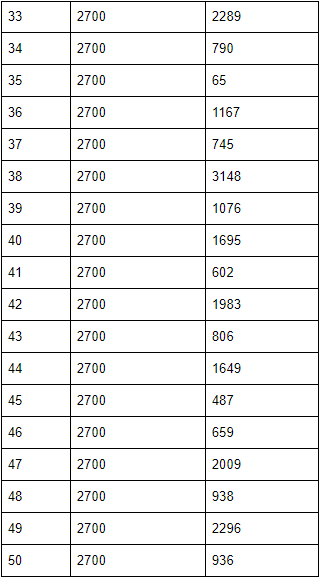 33 2700 2289
34 2700 790
35 2700 65
36 2700 1167
37 2700 745
38 2700 3148
39 2700 1076
40 2700 1695
41 2700 602
42 2700 1983
43 2700 806
44 2700 1649
45 2700 487
46 2700 659
47 2700 2009
48 2700 938
49 2700 2296
50 2700 936